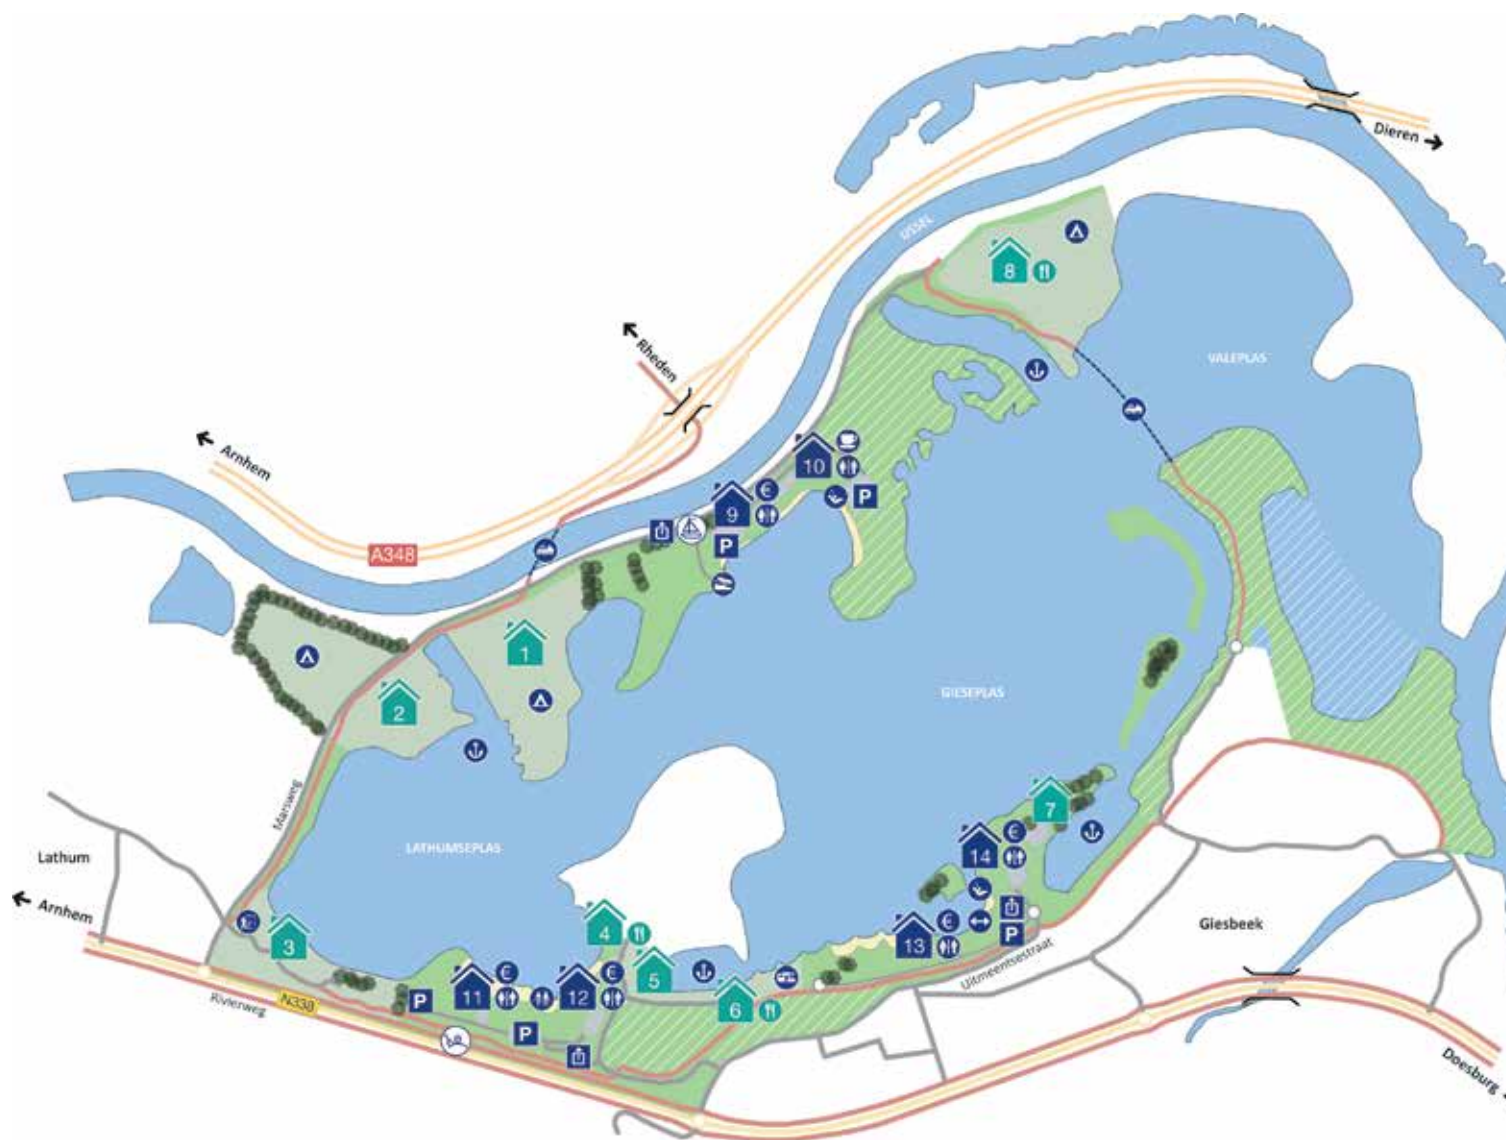 Dieren
IJSSEL
8
VALEPLAS
Rheden
Arnhem
10
P
€
9
P
A348
1
GIESEPLAS
2
Marsweg
7
€
14
LATHUMSEPLAS
Lathum
Arnhem
3
4
€
13
P
Giesbeek
Uitmeentsestraat
5
€
11
€
12
6
P
N338
Rivierweg
P
Doesburg